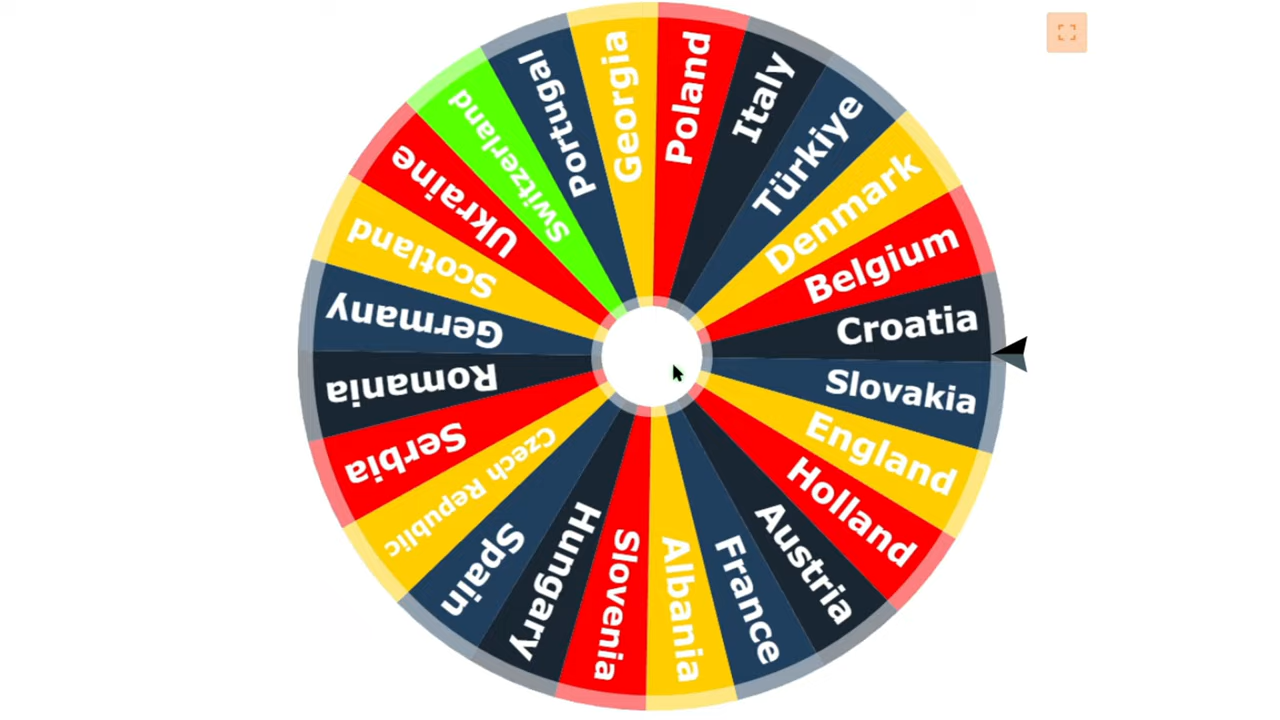 Poland
Italy
Türkiye
Denmark
Belgium
Croatia
Slovakia
England
Holland
Austria
France
Albania
Slovenia
Hungary
Spain
Czech Republic
Serbia
Romania
Germany
Scotland
Ukraine
Switzerland
Portugal
Georgia